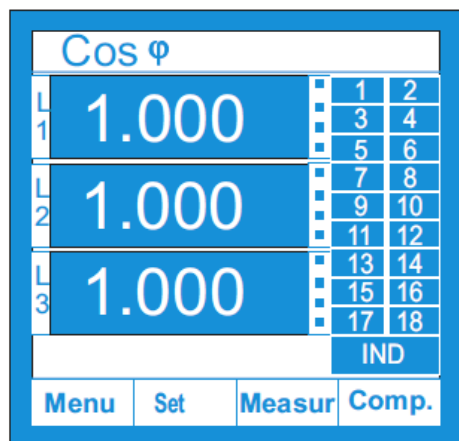 Cos φ
L1 1.000
L2 1.000
L3 1.000
1 2
3 4
5 6
7 8
9 10
11 12
13 14
15 16
17 18
IND
Menu Set Measur Comp.